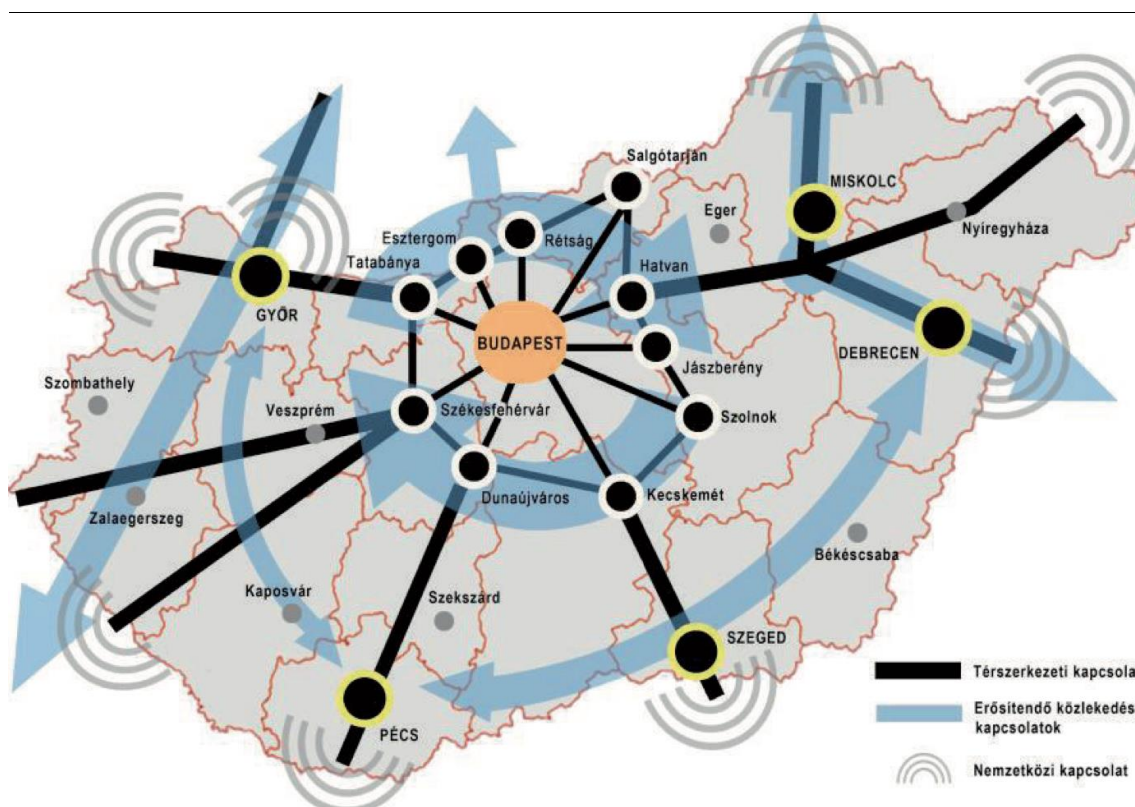 Salgótarján
MISKOLC
Eger
Nyíregyháza
Esztergom
Rétság
Tatabánya
Hatvan
GYŐR
BUDAPEST
DEBRECEN
Jászberény
Szombathely
Veszprém
Székesfehérvár
Szolnok
Zalaegerszeg
Dunaújváros
Kecskemét
Békéscsaba
Kaposvár
Szekszárd
SZEGED
PÉCS
Térszerkezeti kapcsola
Erősítendő közlekedés
kapcsolatok
Nemzetközi kapcsolat